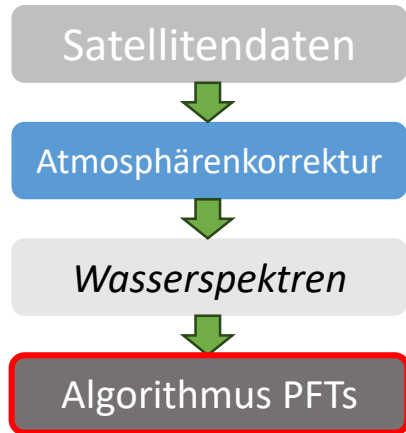 Satellitendaten
Atmosphärenkorrektur
Wasserspektren
Algorithmus PFTs